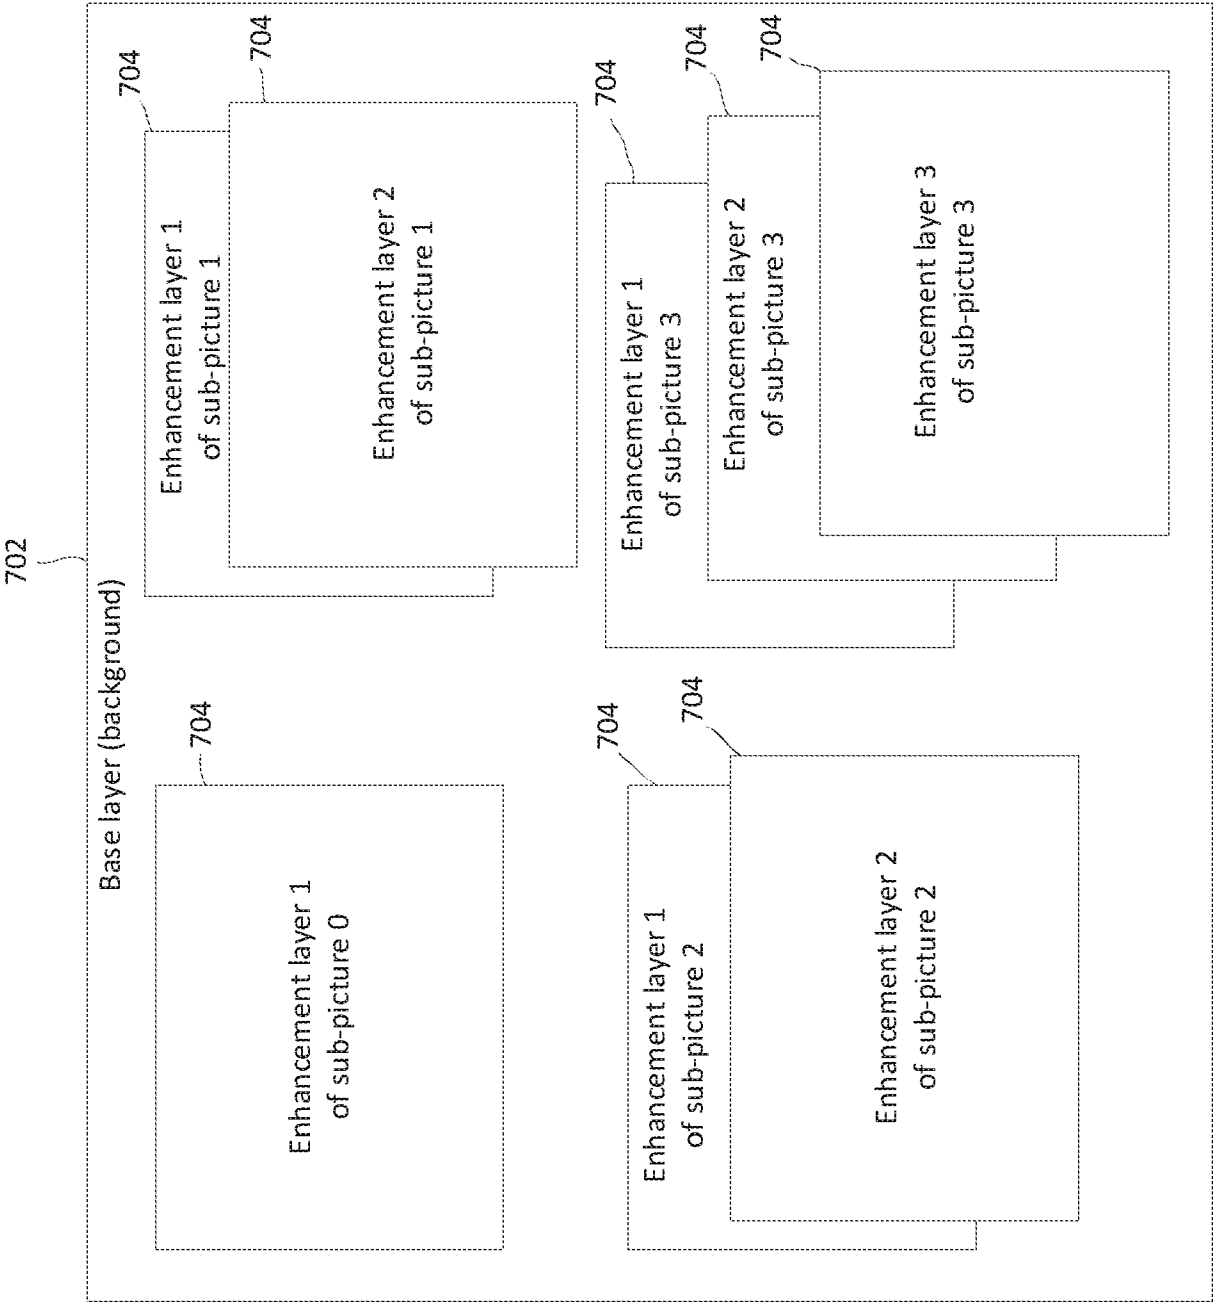 702
Base layer (background)
704
Enhancement layer 1
of sub-picture 0
704
Enhancement layer 1
of sub-picture 1
704
Enhancement layer 2
of sub-picture 1
704
Enhancement layer 1
of sub-picture 2
704
Enhancement layer 2
of sub-picture 2
704
Enhancement layer 1
of sub-picture 3
704
Enhancement layer 2
of sub-picture 3
704
Enhancement layer 3
of sub-picture 3